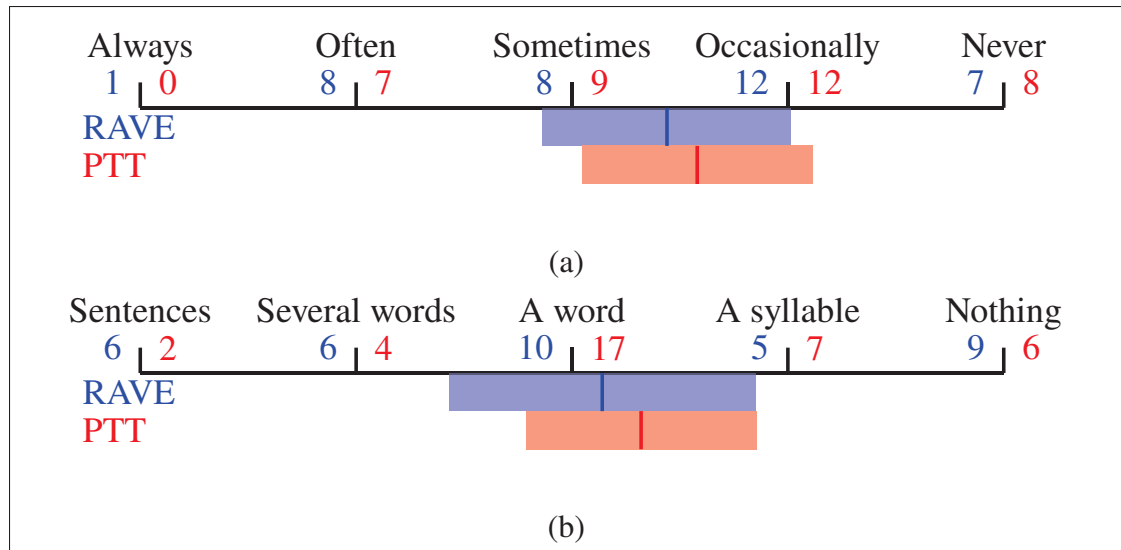 Always Often Sometimes Occasionally Never
1 0 8 7 8 9 12 12 7 8
RAVE
PTT
(a)
Sentences Several words A word A syllable Nothing
6 2 6 4 10 17 5 7 9 6
RAVE
PTT
(b)